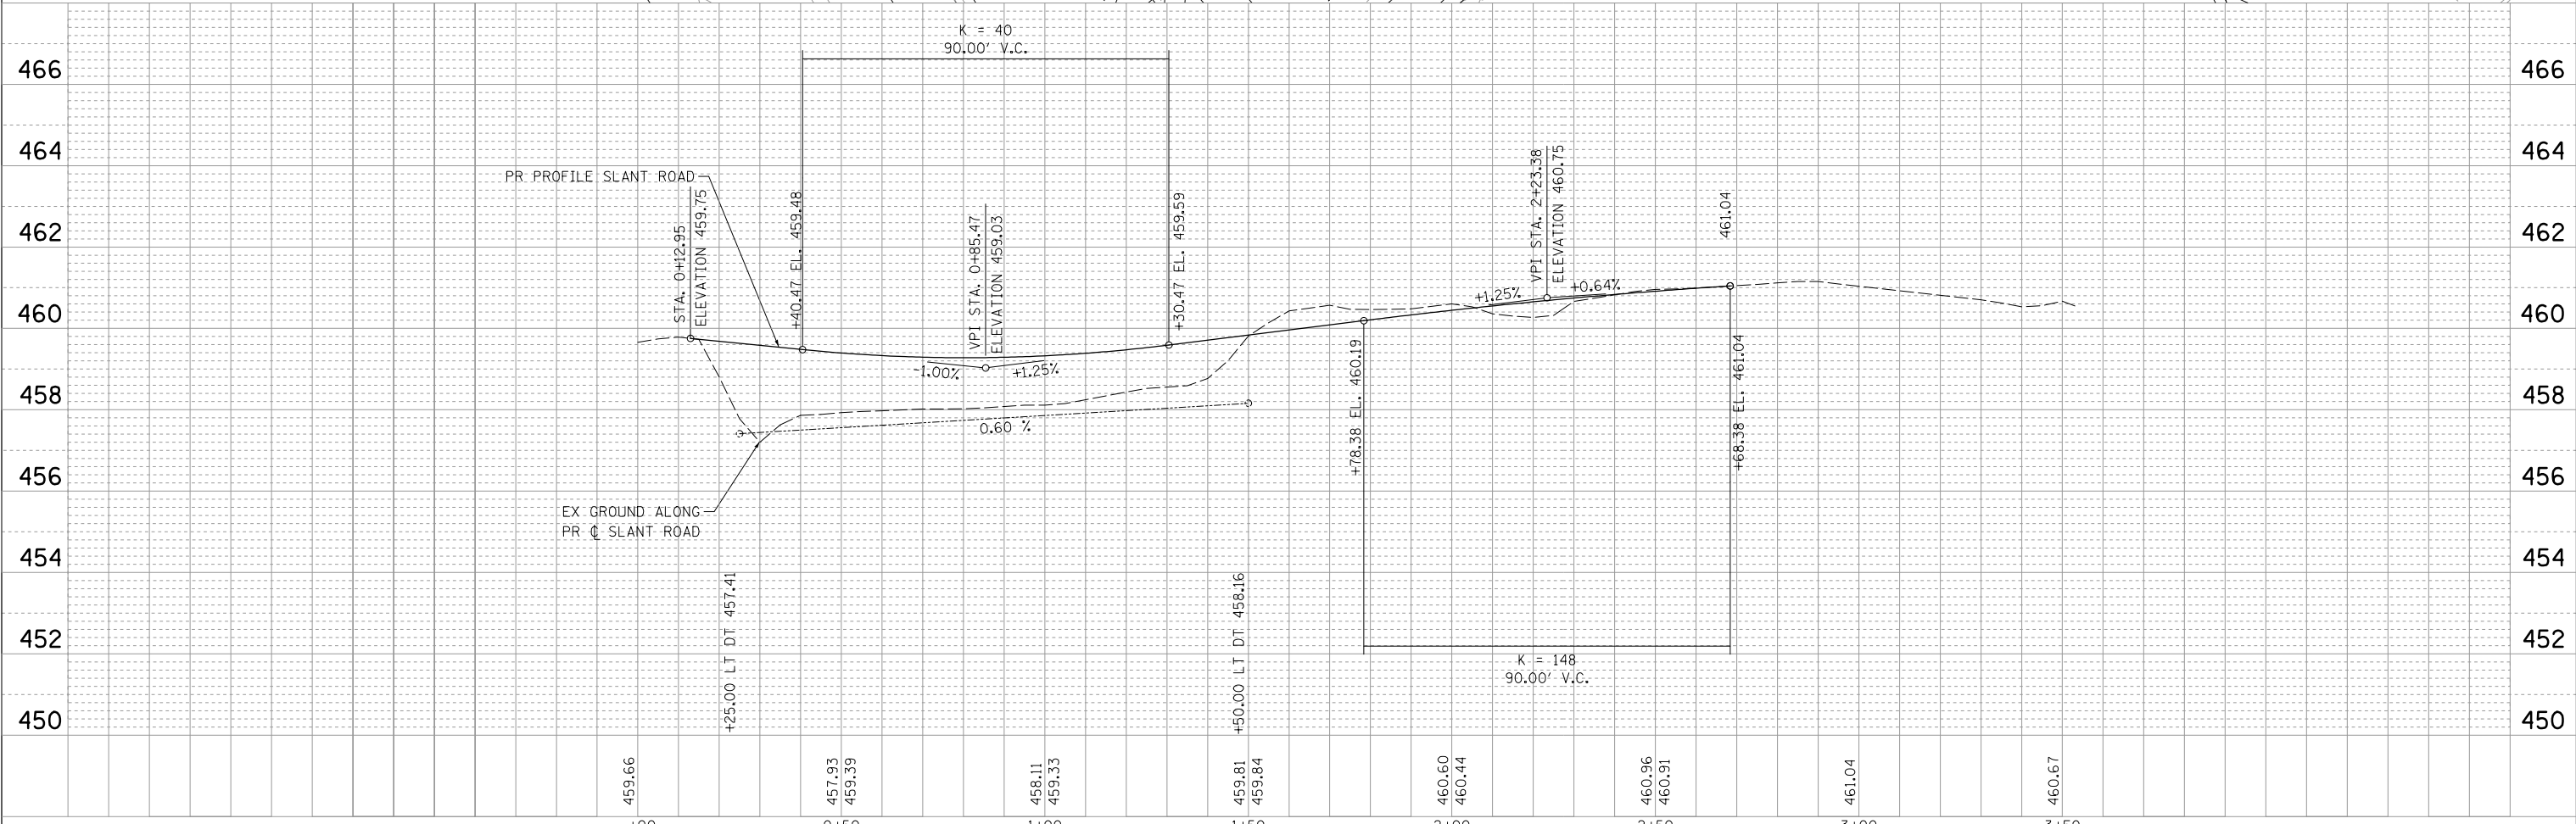 K = 40
90.00' V.C.
466
466
464
464
462
462
460
460
458
458
456
456
454
454
452
452
450
450
PR PROFILE SLANT ROAD
STA. 0+12.95
ELEVATION 459.75
+40.47 EL. 459.48
VPI STA. 0+85.47
ELEVATION 459.03
+30.47 EL. 459.59
-1.00%
+1.25%
0.60 %
EX GROUND ALONG
PR ℄ SLANT ROAD
+1.25%
+0.64%
VPI STA. 2+23.38
ELEVATION 460.75
461.04
+78.38 EL. 460.19
+68.38 EL. 461.04
K = 148
90.00' V.C.
+25.00 LT DT 457.41
+50.00 LT DT 458.16
459.66
457.93
459.39
458.11
459.33
459.81
459.84
460.60
460.44
460.96
460.91
461.04
460.67